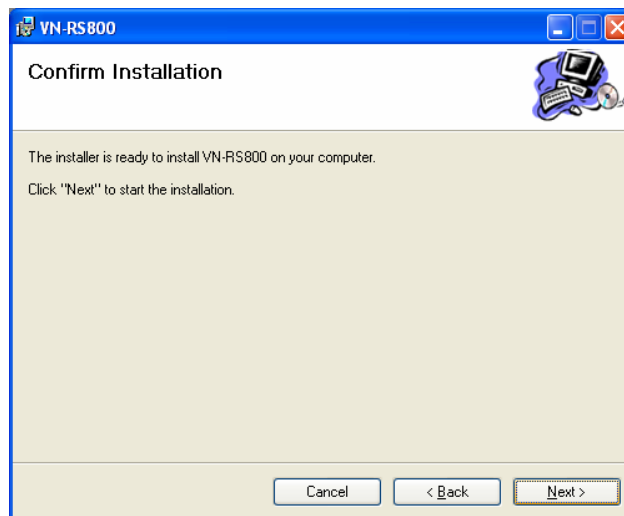 VN-RS800
Confirm Installation
The installer is ready to install VN-RS800 on your computer.
Click "Next" to start the installation.
Cancel
< Back
Next >